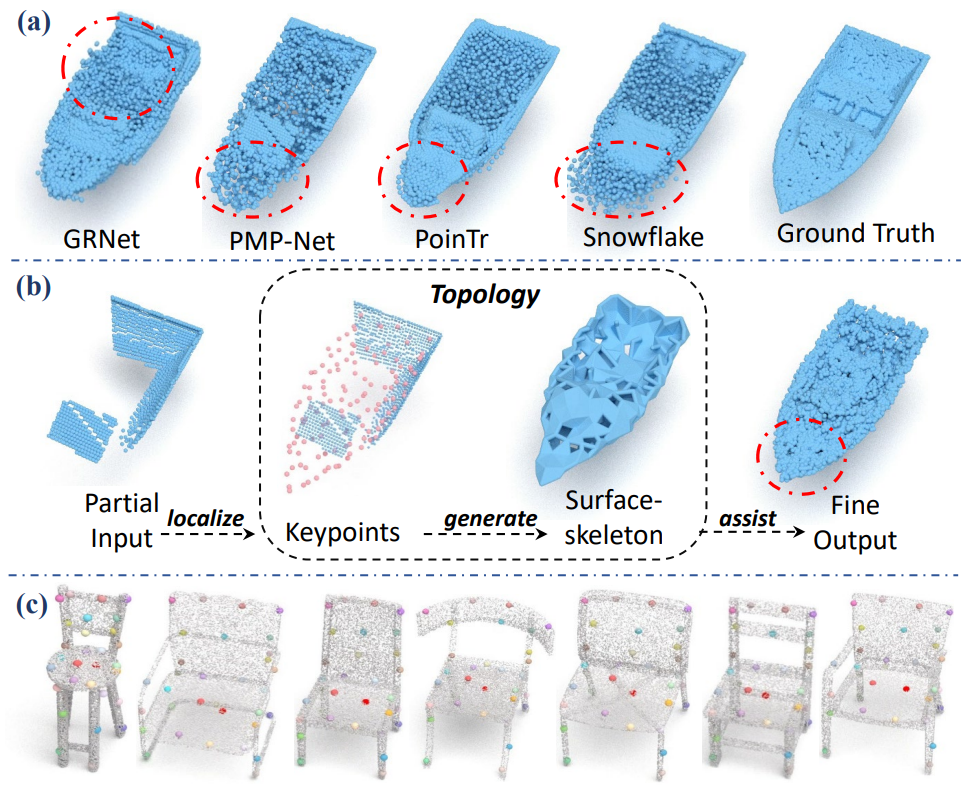 (a)
GRNet
PMP-Net
PoinTr
Snowflake
Ground Truth
(b)
Topology
Partial
Input
localize
Keypoints
generate
Surface-
skeleton
assist
Fine
Output
(c)